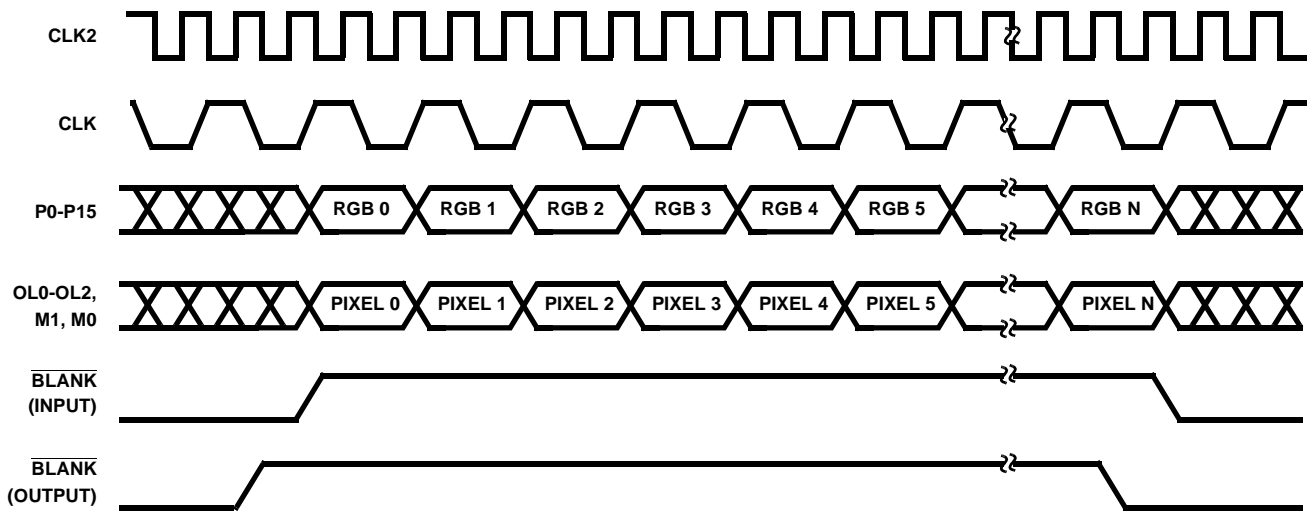 CLK2
CLK
P0-P15
RGB 0 RGB 1 RGB 2 RGB 3 RGB 4 RGB 5 RGB N
OL0-OL2,
M1, M0
PIXEL 0 PIXEL 1 PIXEL 2 PIXEL 3 PIXEL 4 PIXEL 5 PIXEL N
BLANK
(INPUT)
BLANK
(OUTPUT)